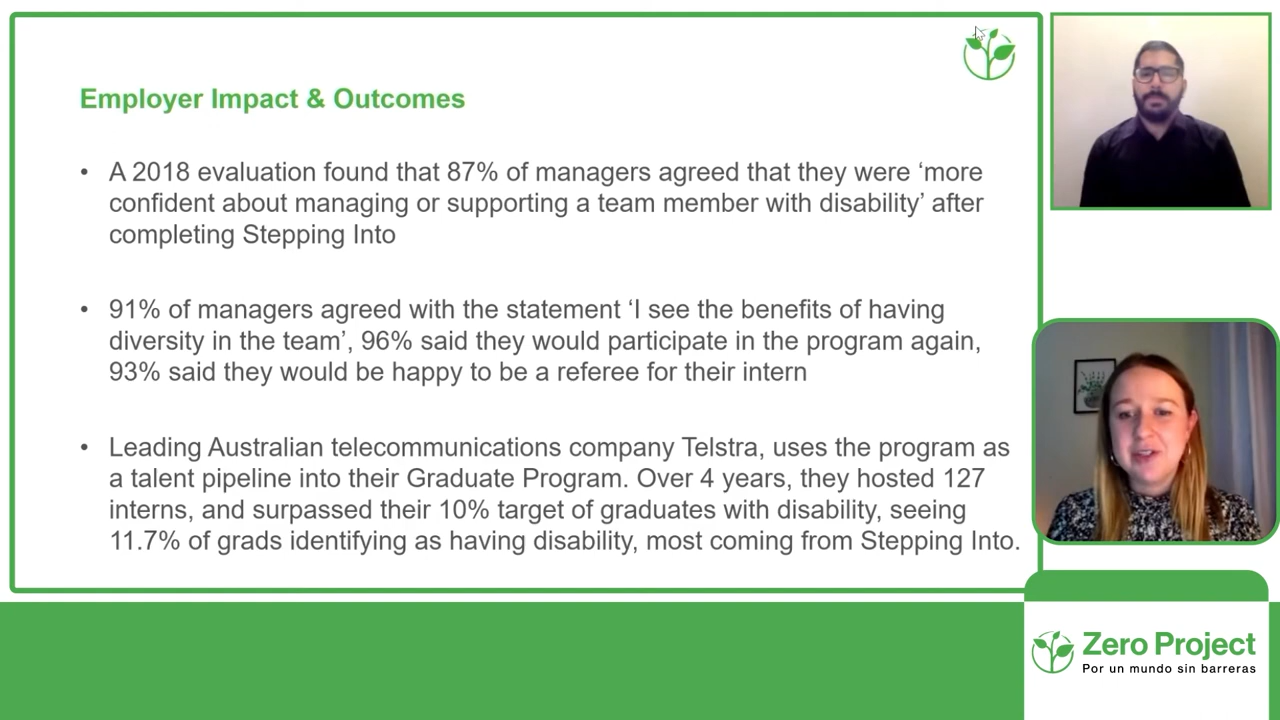 Employer Impact & Outcomes
• A 2018 evaluation found that 87% of managers agreed that they were ‘more
confident about managing or supporting a team member with disability’ after
completing Stepping Into
• 91% of managers agreed with the statement ‘I see the benefits of having
diversity in the team’, 96% said they would participate in the program again,
93% said they would be happy to be a referee for their intern
• Leading Australian telecommunications company Telstra, uses the program as
a talent pipeline into their Graduate Program. Over 4 years, they hosted 127
interns, and surpassed their 10% target of graduates with disability, seeing
11.7% of grads identifying as having disability, most coming from Stepping Into.
Zero Project
Por un mundo sin barreras